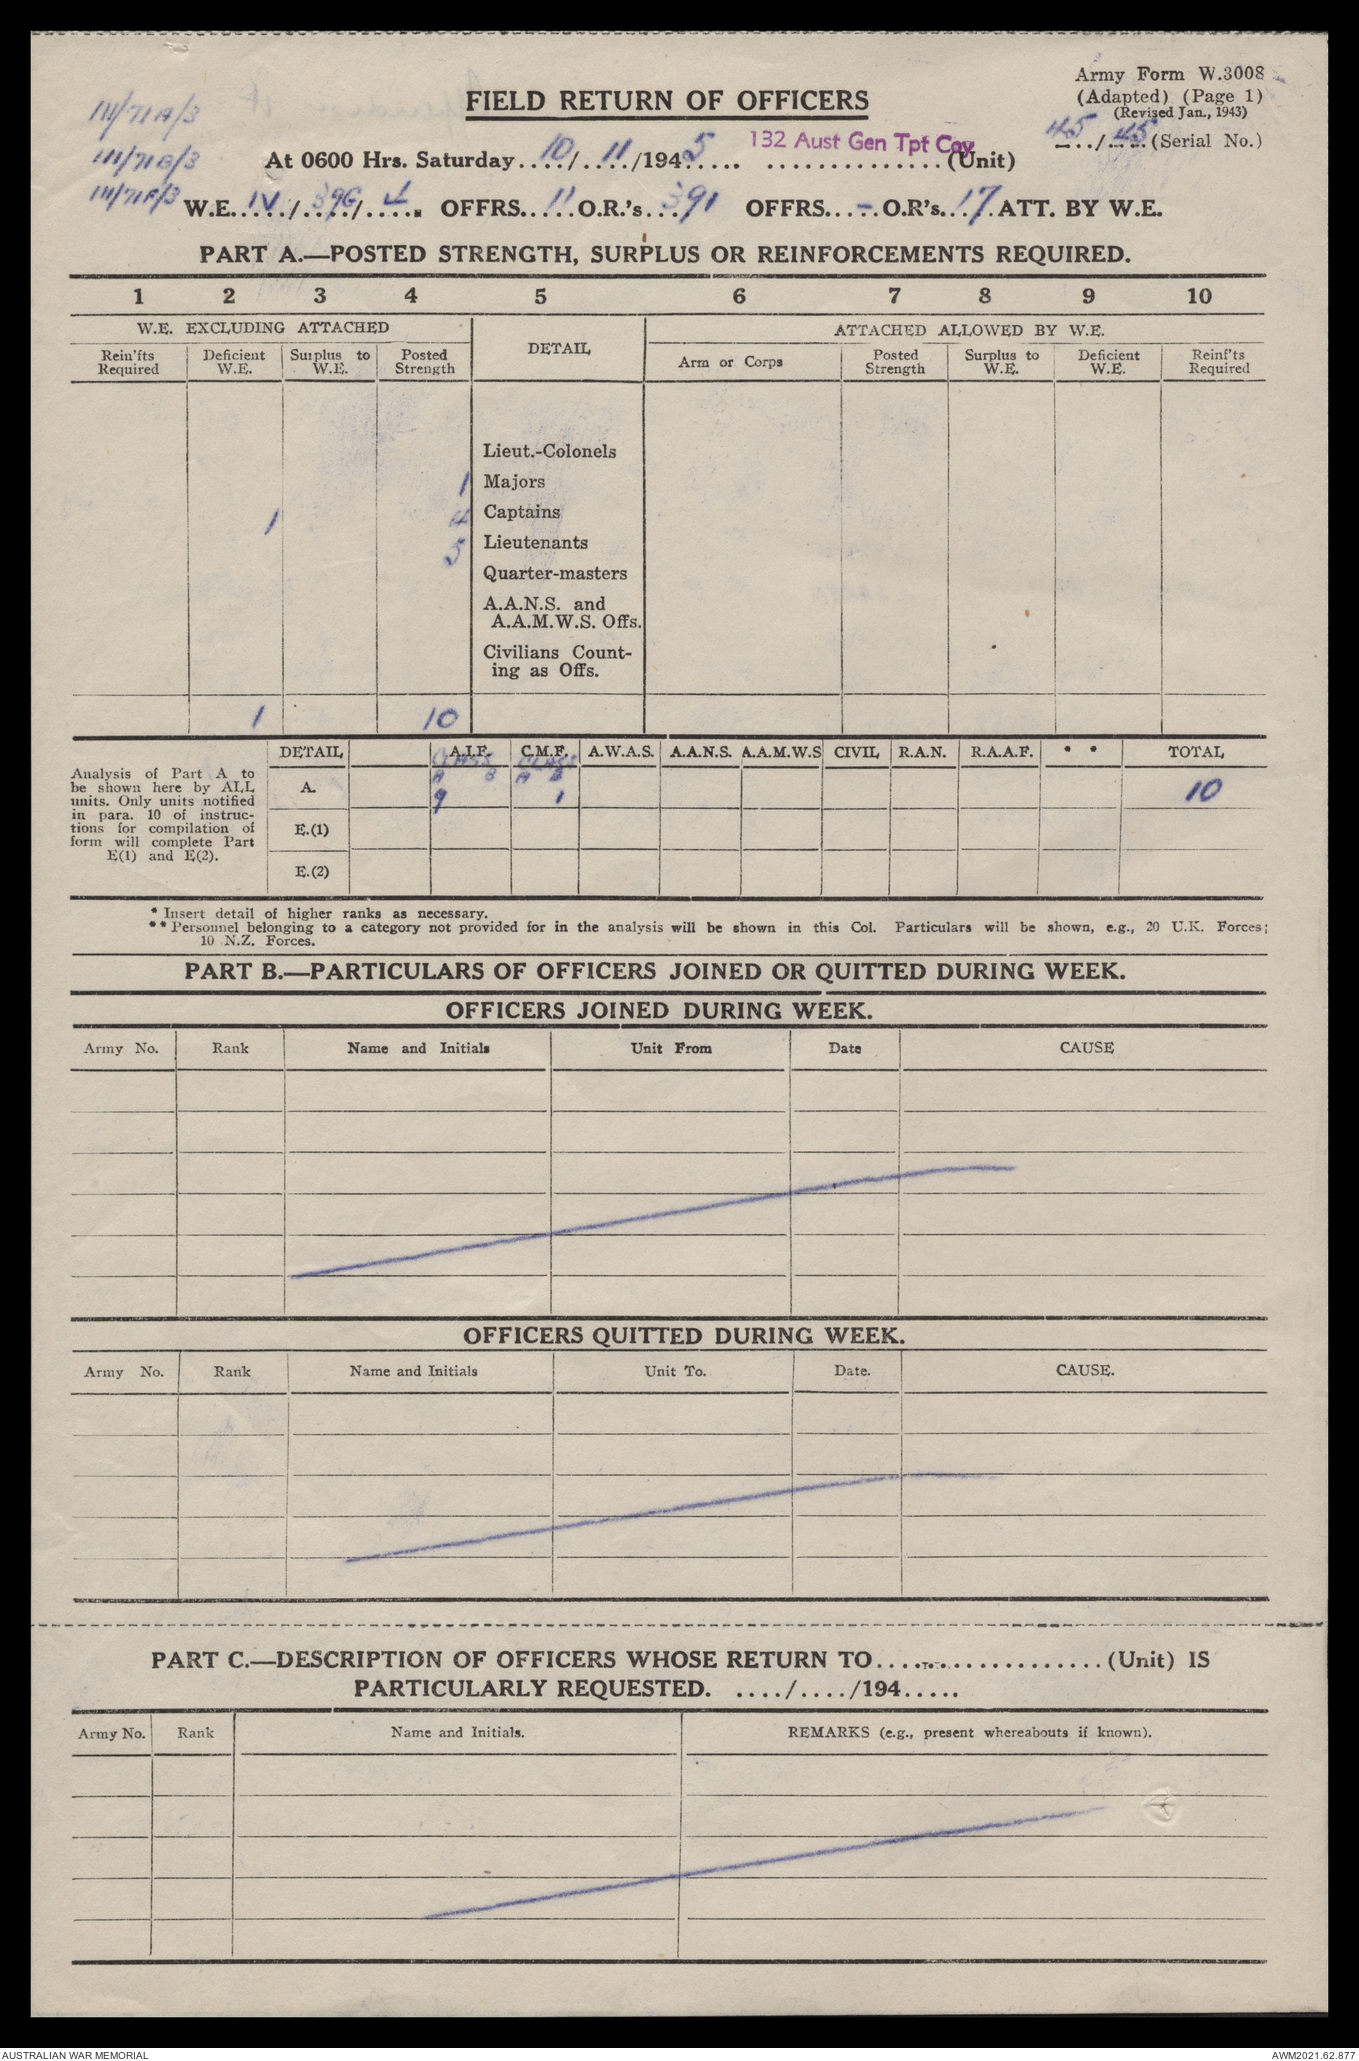 Army Form W.3008
(Adapted) (Page 1)
(Revised Jan., 1943)
45/45 (Serial No.)
111/71A/3
111/71B/3
111/71F/3
FIELD RETURN OF OFFICERS
At 0600 Hrs. Saturday....10/..11../1945..... 132 Aust Gen Tpt Coy (Unit)
W.E. IV/39G/4. OFFRS. 11 O.R.'s. 391 OFFRS. - O.R's. 17 ATT. BY W.E.
PART A.—POSTED STRENGTH, SURPLUS OR REINFORCEMENTS REQUIRED.
1 2 3 4 5 6 7 8 9 10
W.E. EXCLUDING ATTACHED DETAIL ATTACHED ALLOWED BY W.E.
Rein'fts Required Deficient W.E. Surplus to W.E. Posted Strength Arm or Corps Posted Strength Surplus to W.E. Deficient W.E. Reinf'ts Required
Lieut.-Colonels
1 Majors
1 4 Captains
5 Lieutenants
Quarter-masters
A.A.N.S. and
A.A.M.W.S. Offs.
Civilians Count-
ing as Offs.
1 10
DETAIL A.I.F. C.M.F. A.W.A.S. A.A.N.S. A.A.M.W.S CIVIL R.A.N. R.A.A.F. * * TOTAL
CLASS CLASS
A B A B
A. 9 1 10
E.(1)
E.(2)
Analysis of Part A to
be shown here by ALL
units. Only units notified
in para. 10 of instruc-
tions for compilation of
form will complete Part
E(1) and E(2).
* Insert detail of higher ranks as necessary.
** Personnel belonging to a category not provided for in the analysis will be shown in this Col. Particulars will be shown, e.g., 20 U.K. Forces;
10 N.Z. Forces.
PART B.—PARTICULARS OF OFFICERS JOINED OR QUITTED DURING WEEK.
OFFICERS JOINED DURING WEEK.
Army No. Rank Name and Initials Unit From Date CAUSE
OFFICERS QUITTED DURING WEEK.
Army No. Rank Name and Initials Unit To. Date. CAUSE.
PART C.—DESCRIPTION OF OFFICERS WHOSE RETURN TO....................(Unit) IS
PARTICULARLY REQUESTED. ..../..../194.....
Army No. Rank Name and Initials. REMARKS (e.g., present whereabouts if known).
AUSTRALIAN WAR MEMORIAL AWM2021.62.877